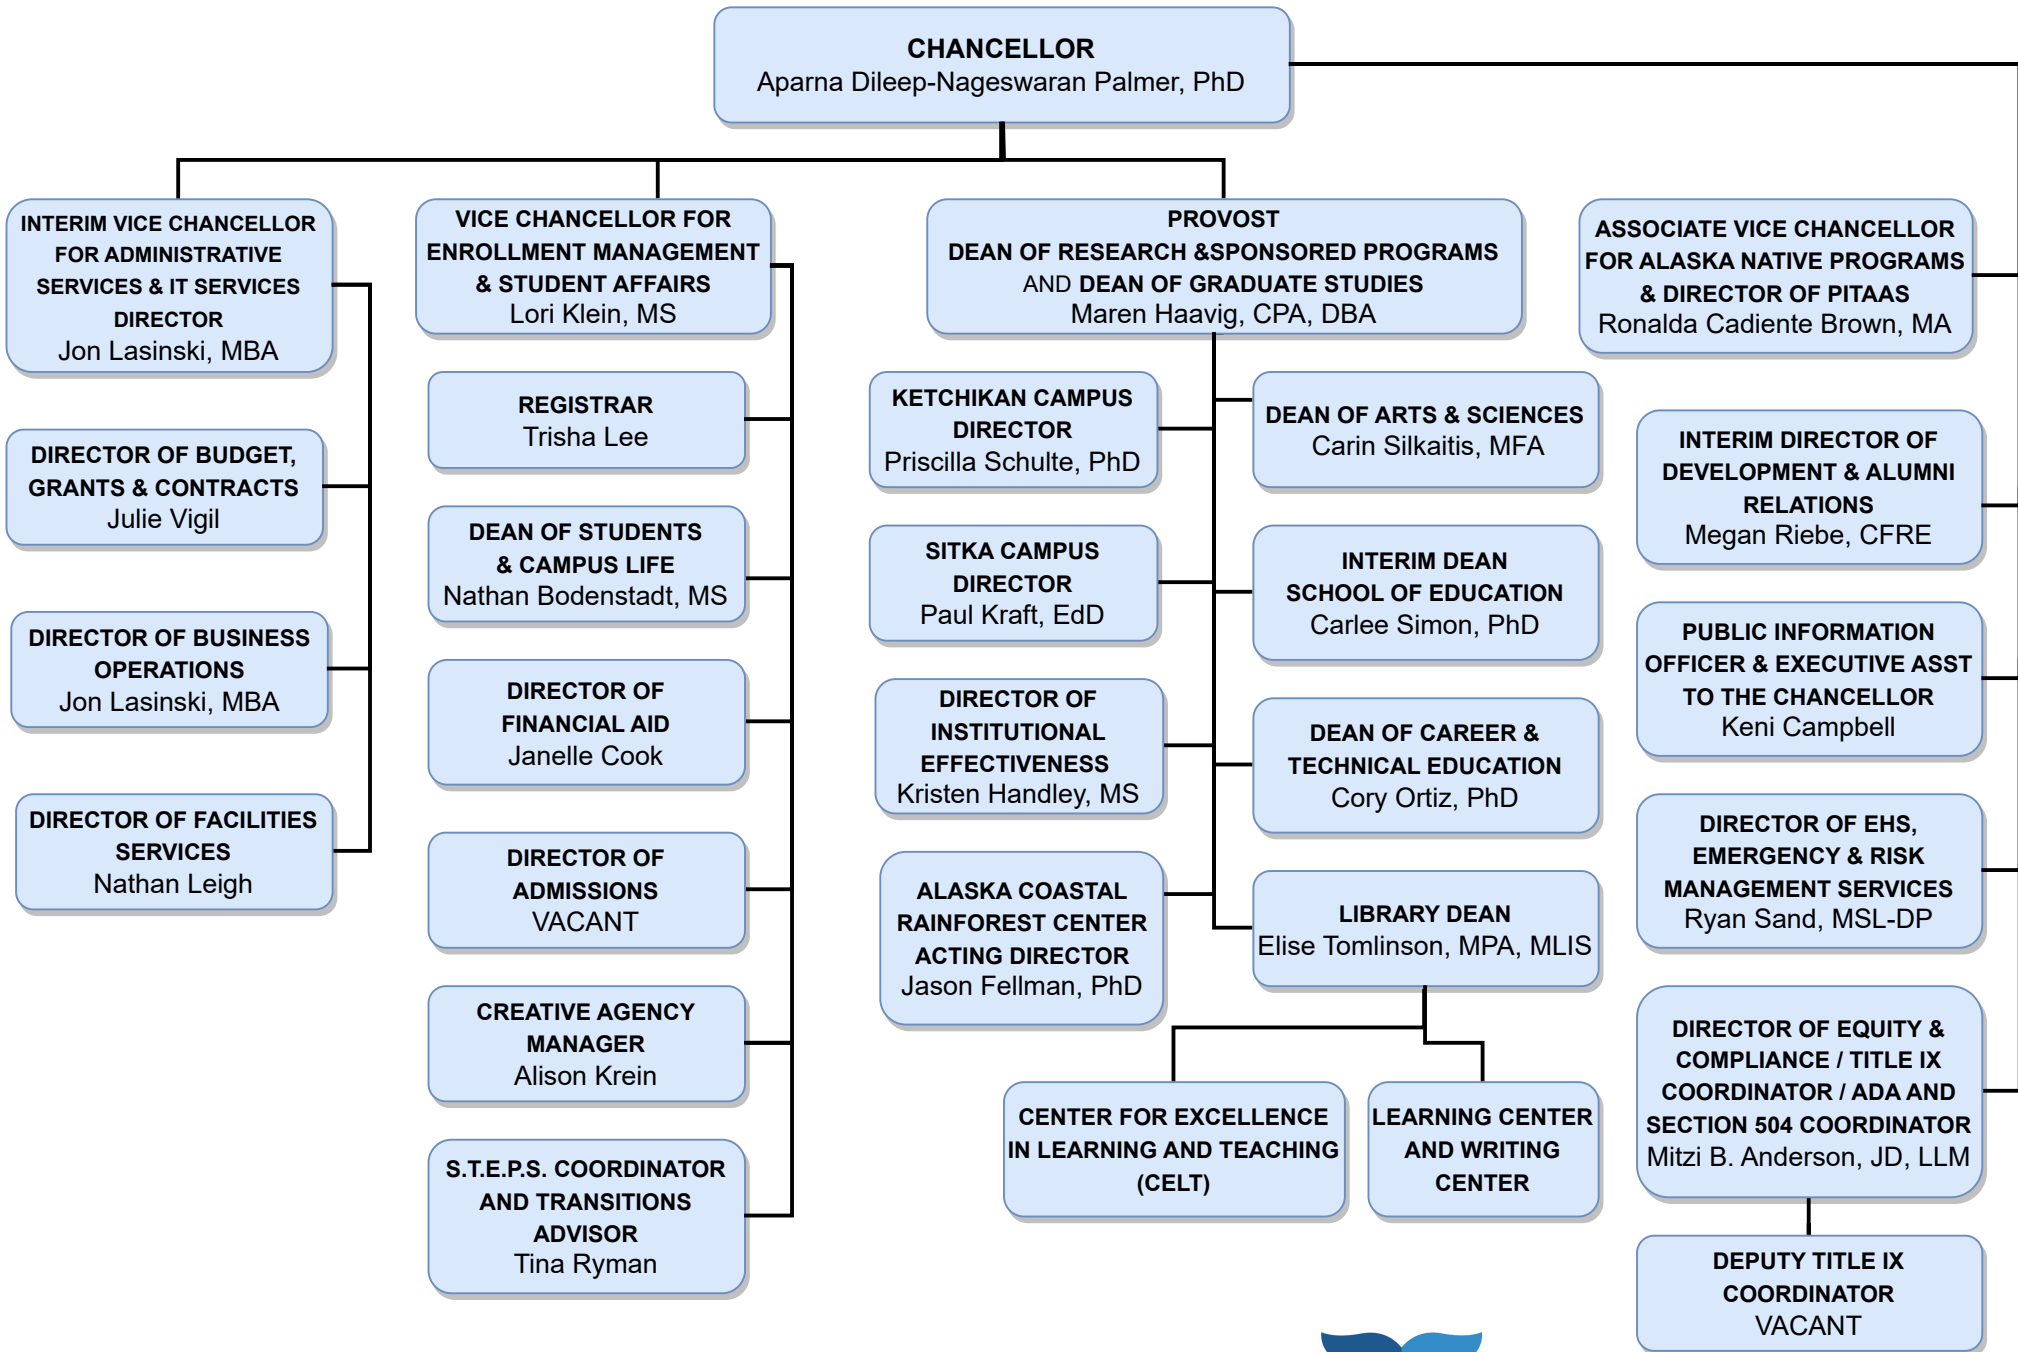 CHANCELLOR
Aparna Dileep-Nageswaran Palmer, PhD
INTERIM VICE CHANCELLOR
FOR ADMINISTRATIVE
SERVICES & IT SERVICES
DIRECTOR
Jon Lasinski, MBA
DIRECTOR OF BUDGET,
GRANTS & CONTRACTS
Julie Vigil
DIRECTOR OF BUSINESS
OPERATIONS
Jon Lasinski, MBA
DIRECTOR OF FACILITIES
SERVICES
Nathan Leigh
VICE CHANCELLOR FOR
ENROLLMENT MANAGEMENT
& STUDENT AFFAIRS
Lori Klein, MS
REGISTRAR
Trisha Lee
DEAN OF STUDENTS
& CAMPUS LIFE
Nathan Bodenstadt, MS
DIRECTOR OF
FINANCIAL AID
Janelle Cook
DIRECTOR OF
ADMISSIONS
VACANT
CREATIVE AGENCY
MANAGER
Alison Krein
S.T.E.P.S. COORDINATOR
AND TRANSITIONS
ADVISOR
Tina Ryman
PROVOST
DEAN OF RESEARCH &SPONSORED PROGRAMS
AND DEAN OF GRADUATE STUDIES
Maren Haavig, CPA, DBA
KETCHIKAN CAMPUS
DIRECTOR
Priscilla Schulte, PhD
SITKA CAMPUS
DIRECTOR
Paul Kraft, EdD
DIRECTOR OF
INSTITUTIONAL
EFFECTIVENESS
Kristen Handley, MS
ALASKA COASTAL
RAINFOREST CENTER
ACTING DIRECTOR
Jason Fellman, PhD
DEAN OF ARTS & SCIENCES
Carin Silkaitis, MFA
INTERIM DEAN
SCHOOL OF EDUCATION
Carlee Simon, PhD
DEAN OF CAREER &
TECHNICAL EDUCATION
Cory Ortiz, PhD
LIBRARY DEAN
Elise Tomlinson, MPA, MLIS
CENTER FOR EXCELLENCE
IN LEARNING AND TEACHING
(CELT)
LEARNING CENTER
AND WRITING
CENTER
ASSOCIATE VICE CHANCELLOR
FOR ALASKA NATIVE PROGRAMS
& DIRECTOR OF PITAAS
Ronalda Cadiente Brown, MA
INTERIM DIRECTOR OF
DEVELOPMENT & ALUMNI
RELATIONS
Megan Riebe, CFRE
PUBLIC INFORMATION
OFFICER & EXECUTIVE ASST
TO THE CHANCELLOR
Keni Campbell
DIRECTOR OF EHS,
EMERGENCY & RISK
MANAGEMENT SERVICES
Ryan Sand, MSL-DP
DIRECTOR OF EQUITY &
COMPLIANCE / TITLE IX
COORDINATOR / ADA AND
SECTION 504 COORDINATOR
Mitzi B. Anderson, JD, LLM
DEPUTY TITLE IX
COORDINATOR
VACANT